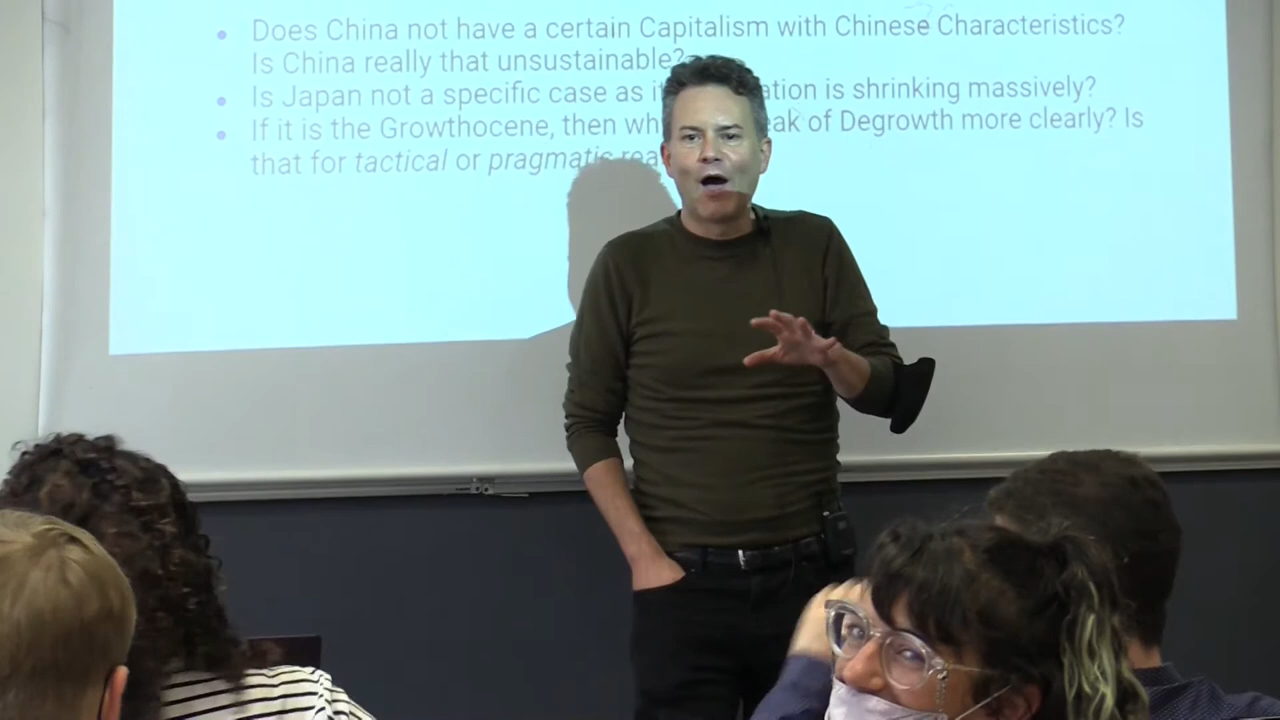 Does China not have a certain Capitalism with Chinese Characteristics?
Is China really that unsustainable?
Is Japan not a specific case as ation is shrinking massively?
If it is the Growthocene, then wh eak of Degrowth more clearly? Is
that for tactical or pragmatic rea